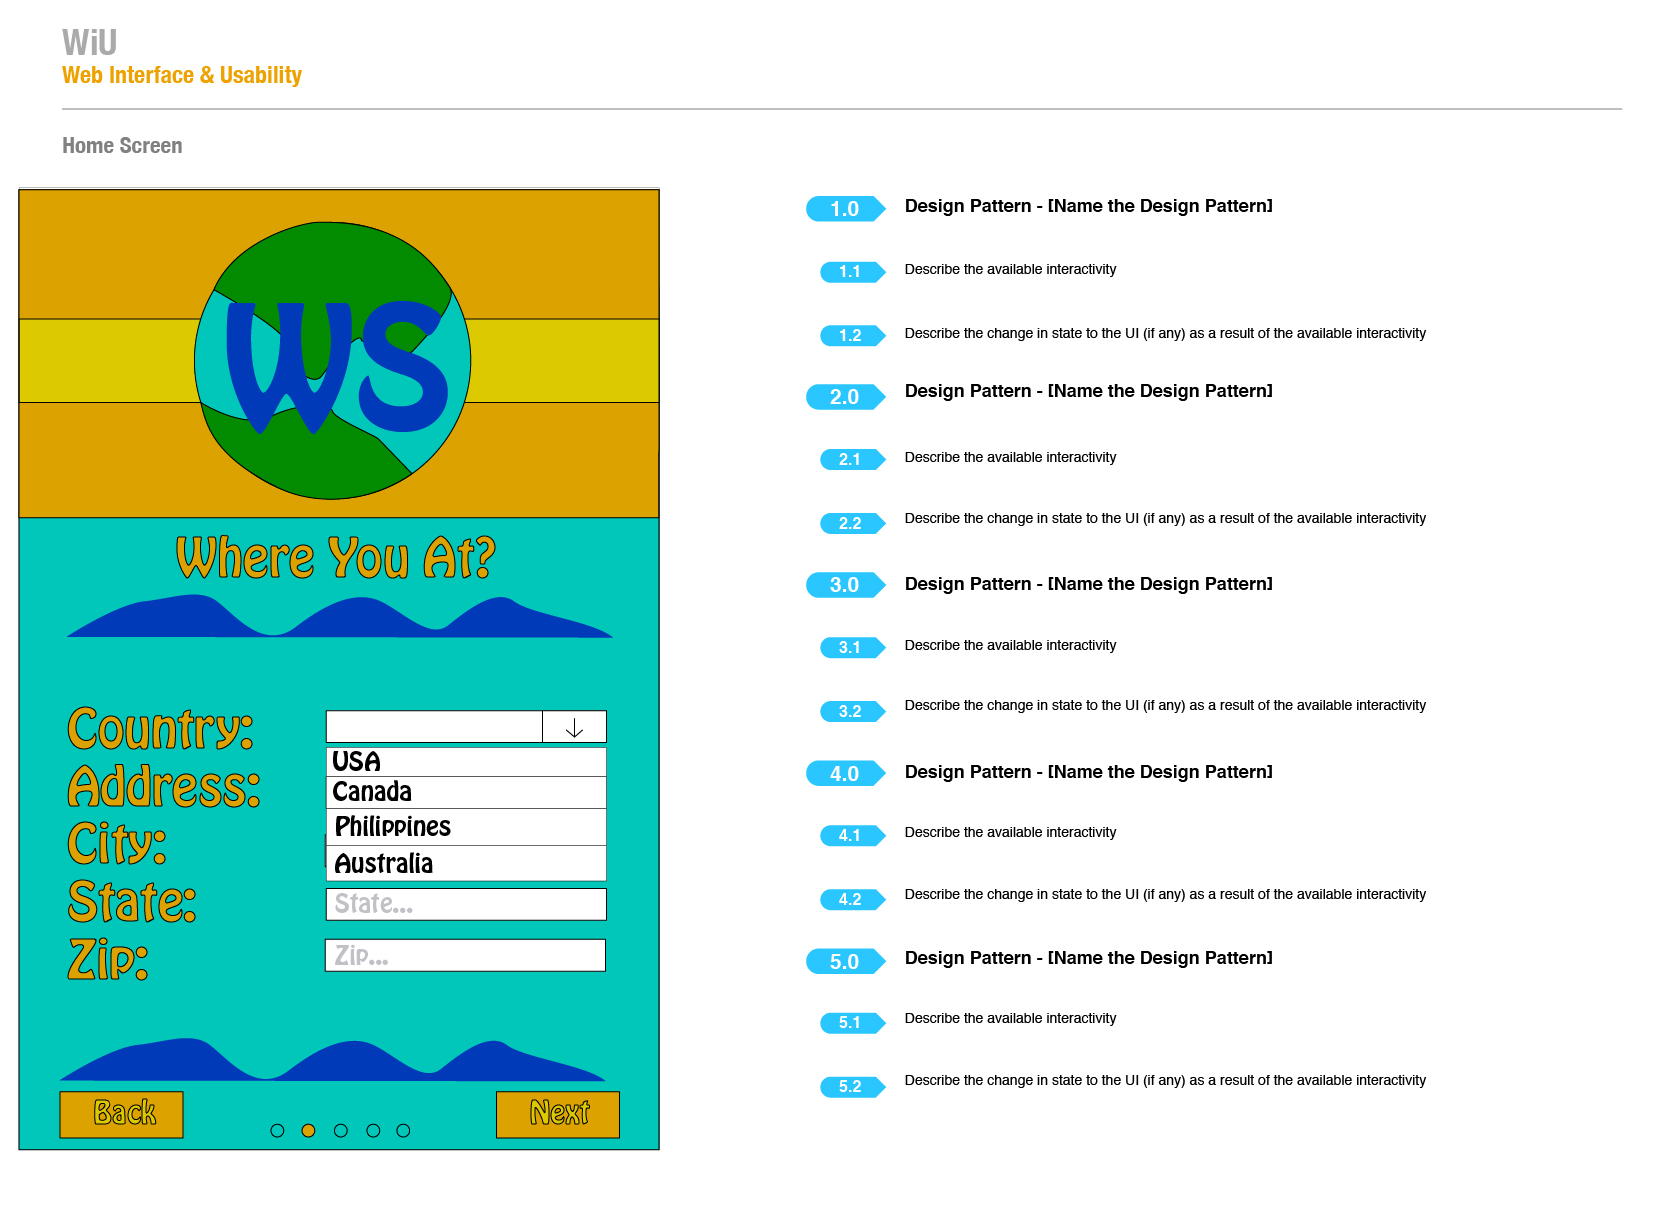 WiU
Web Interface & Usability
Home Screen
WS
Where You At?
Country:
USA
Canada
Philippines
Australia
Address:
City:
State:
State...
Zip:
Zip...
Back
Next
1.0 Design Pattern - [Name the Design Pattern]
1.1 Describe the available interactivity
1.2 Describe the change in state to the UI (if any) as a result of the available interactivity
2.0 Design Pattern - [Name the Design Pattern]
2.1 Describe the available interactivity
2.2 Describe the change in state to the UI (if any) as a result of the available interactivity
3.0 Design Pattern - [Name the Design Pattern]
3.1 Describe the available interactivity
3.2 Describe the change in state to the UI (if any) as a result of the available interactivity
4.0 Design Pattern - [Name the Design Pattern]
4.1 Describe the available interactivity
4.2 Describe the change in state to the UI (if any) as a result of the available interactivity
5.0 Design Pattern - [Name the Design Pattern]
5.1 Describe the available interactivity
5.2 Describe the change in state to the UI (if any) as a result of the available interactivity